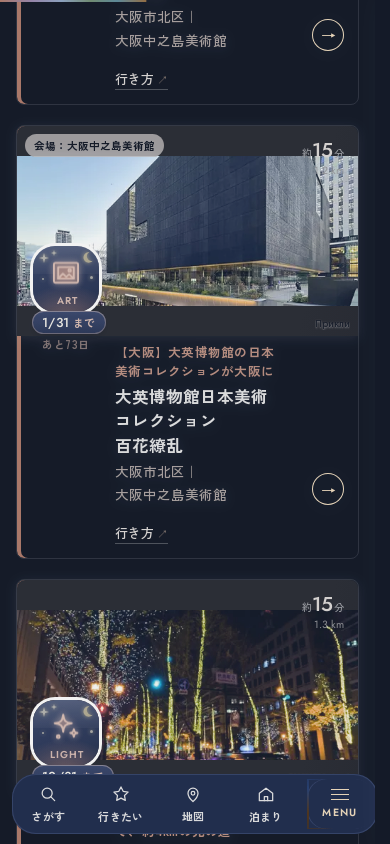 大阪市北区｜
大阪中之島美術館
→
行き方 ↗
会場：大阪中之島美術館
約15分
ART
1/31 まで
あと73日
【大阪】大英博物館の日本
美術コレクションが大阪に
大英博物館日本美術
コレクション
百花繚乱
大阪市北区｜
大阪中之島美術館
→
行き方 ↗
約15分
1.3 km
LIGHT
さがす
行きたい
地図
泊まり
MENU